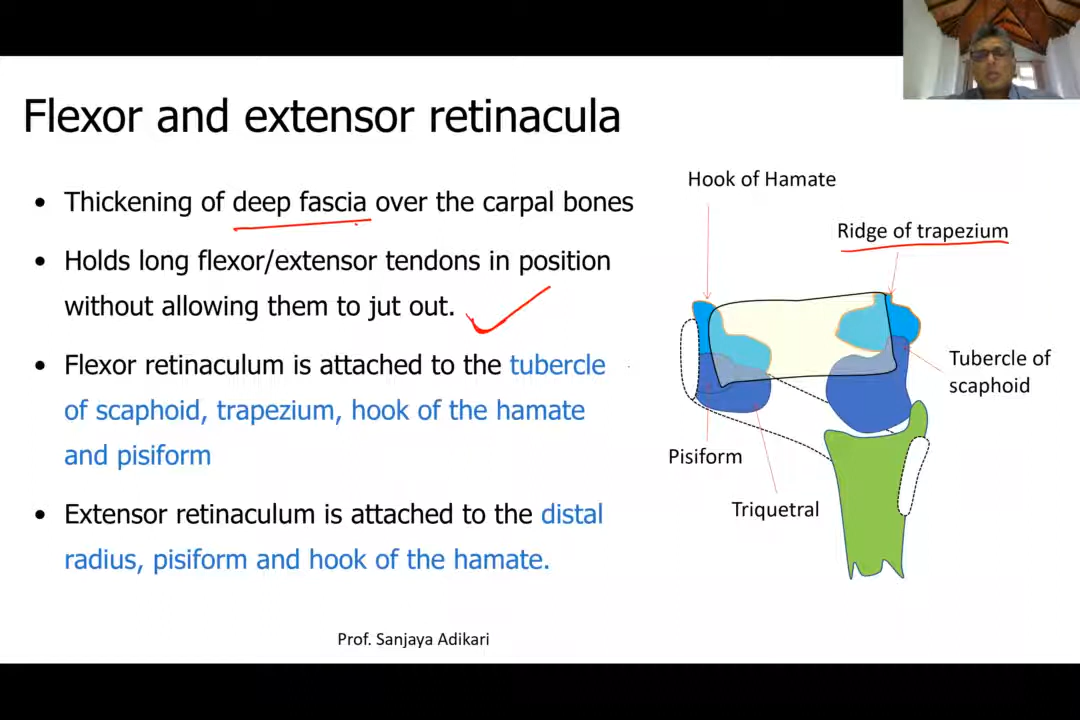 Flexor and extensor retinacula
• Thickening of deep fascia over the carpal bones
• Holds long flexor/extensor tendons in position
without allowing them to jut out.
• Flexor retinaculum is attached to the tubercle
of scaphoid, trapezium, hook of the hamate
and pisiform
• Extensor retinaculum is attached to the distal
radius, pisiform and hook of the hamate.
Hook of Hamate
Ridge of trapezium
Tubercle of
scaphoid
Pisiform
Triquetral
Prof. Sanjaya Adikari